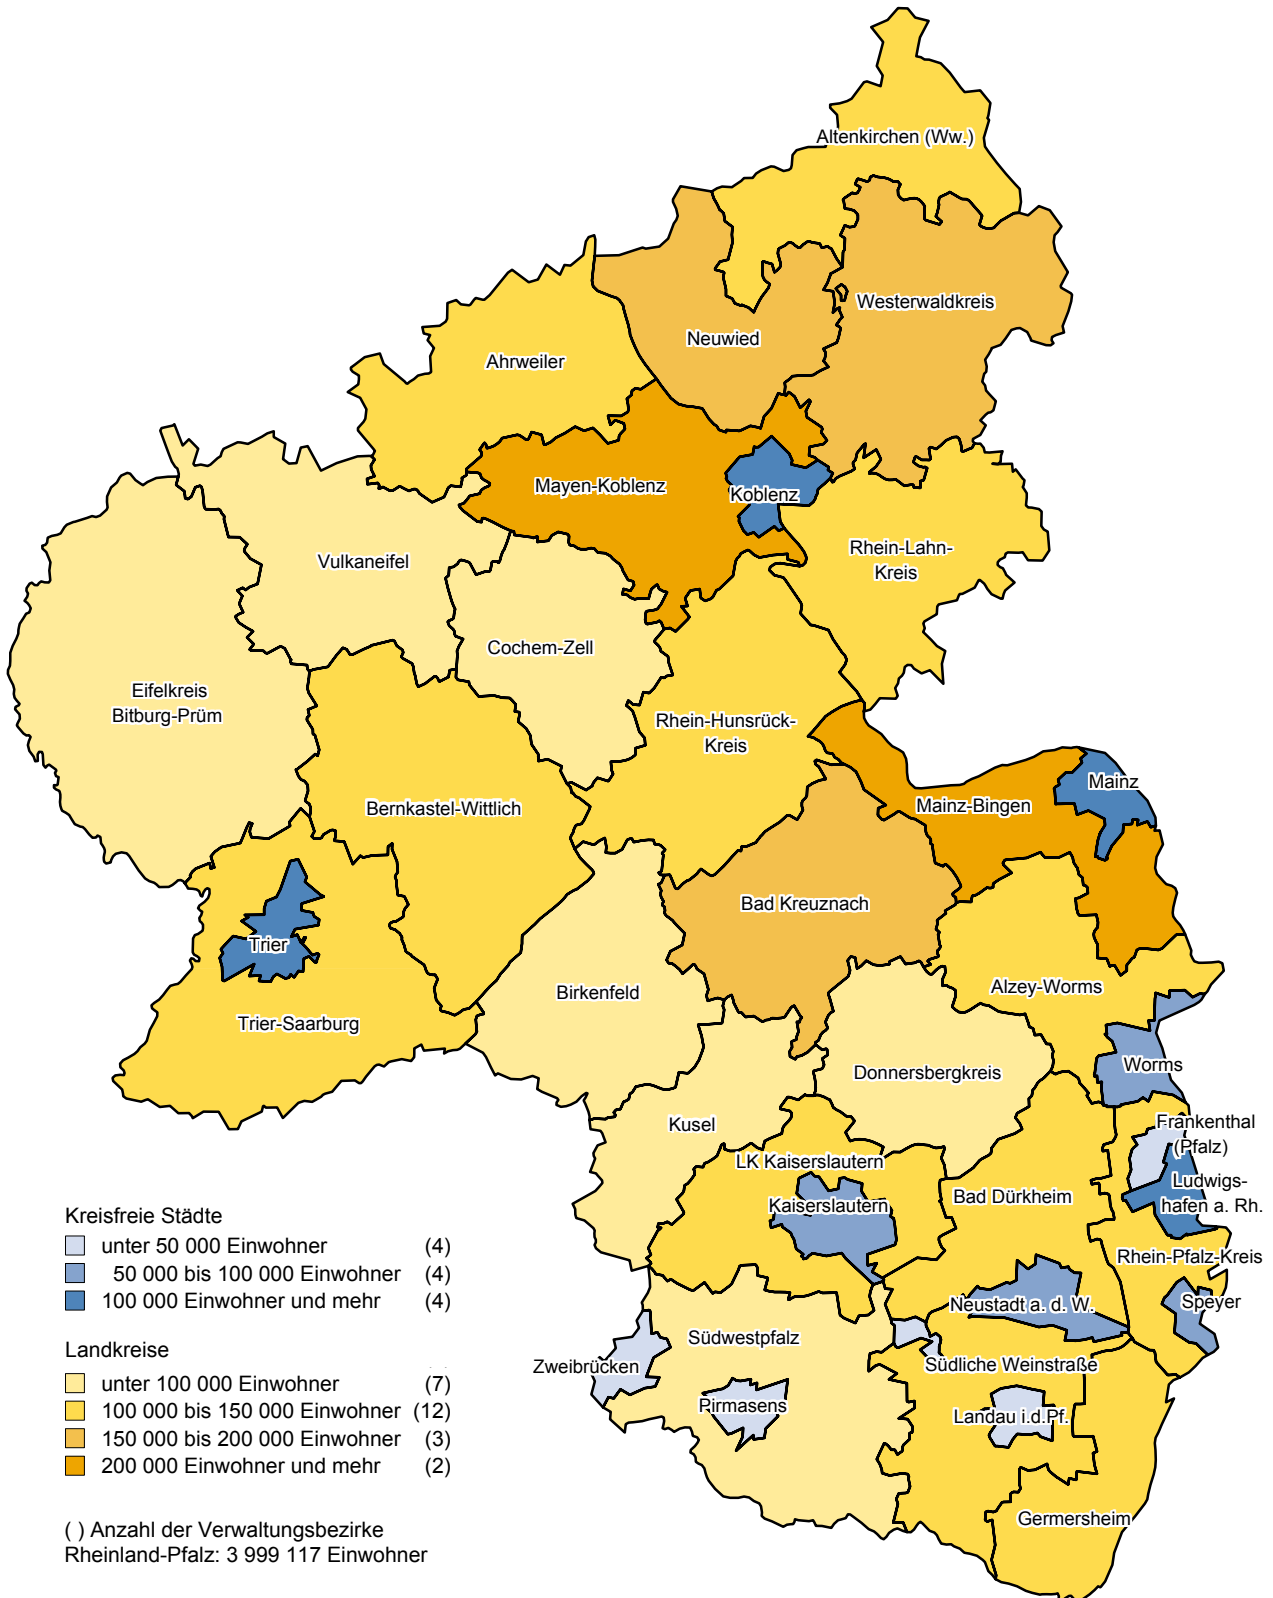 Altenkirchen (Ww.)
Westerwaldkreis
Neuwied
Ahrweiler
Mayen-Koblenz
Koblenz
Rhein-Lahn-
Kreis
Vulkaneifel
Cochem-Zell
Eifelkreis
Bitburg-Prüm
Rhein-Hunsrück-
Kreis
Mainz
Mainz-Bingen
Bernkastel-Wittlich
Bad Kreuznach
Trier
Alzey-Worms
Birkenfeld
Trier-Saarburg
Worms
Donnersbergkreis
Kusel
Frankenthal
(Pfalz)
LK Kaiserslautern
Ludwigs-
hafen a. Rh.
Bad Dürkheim
Kaiserslautern
Rhein-Pfalz-Kreis
Neustadt a. d. W.
Speyer
Südwestpfalz
Zweibrücken
Südliche Weinstraße
Pirmasens
Landau i.d.Pf.
Germersheim
Kreisfreie Städte
unter 50 000 Einwohner (4)
50 000 bis 100 000 Einwohner (4)
100 000 Einwohner und mehr (4)
Landkreise
unter 100 000 Einwohner (7)
100 000 bis 150 000 Einwohner (12)
150 000 bis 200 000 Einwohner (3)
200 000 Einwohner und mehr (2)
( ) Anzahl der Verwaltungsbezirke
Rheinland-Pfalz: 3 999 117 Einwohner